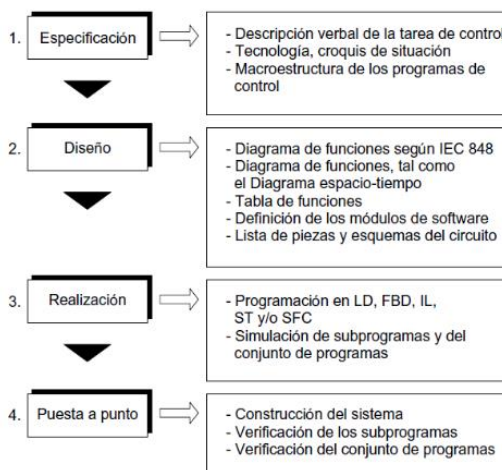 1. Especificación
- Descripción verbal de la tarea de control
- Tecnología, croquis de situación
- Macroestructura de los programas de
control
2. Diseño
- Diagrama de funciones según IEC 848
- Diagrama de funciones, tal como
el Diagrama espacio-tiempo
- Tabla de funciones
- Definición de los módulos de software
- Lista de piezas y esquemas del circuito
3. Realización
- Programación en LD, FBD, IL,
ST y/o SFC
- Simulación de subprogramas y del
conjunto de programas
4. Puesta a punto
- Construcción del sistema
- Verificación de los subprogramas
- Verificación del conjunto de programas